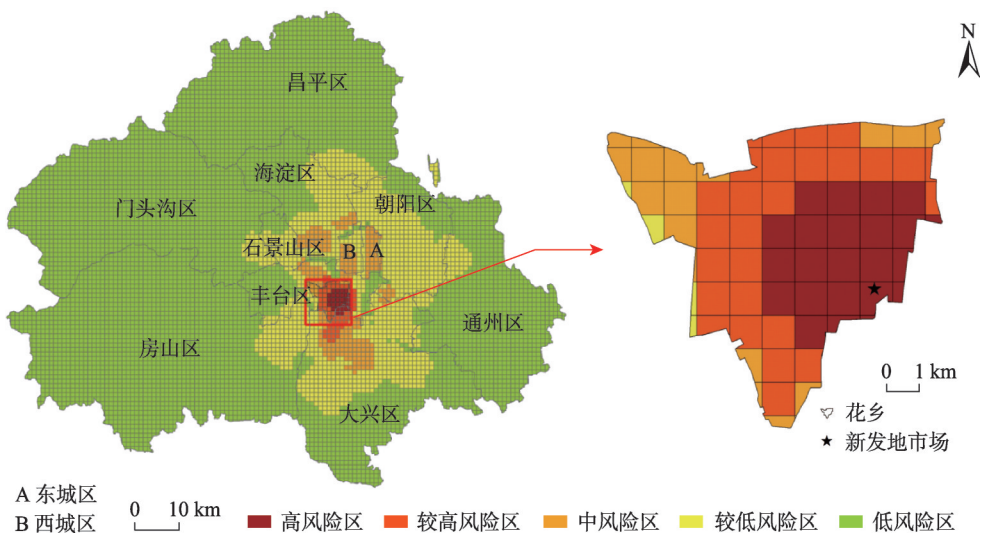 昌平区
海淀区
朝阳区
门头沟区
石景山区
B
A
丰台区
通州区
房山区
大兴区
A 东城区
B 西城区
0 10 km
N
0 1 km
花乡
★ 新发地市场
高风险区
较高风险区
中风险区
较低风险区
低风险区